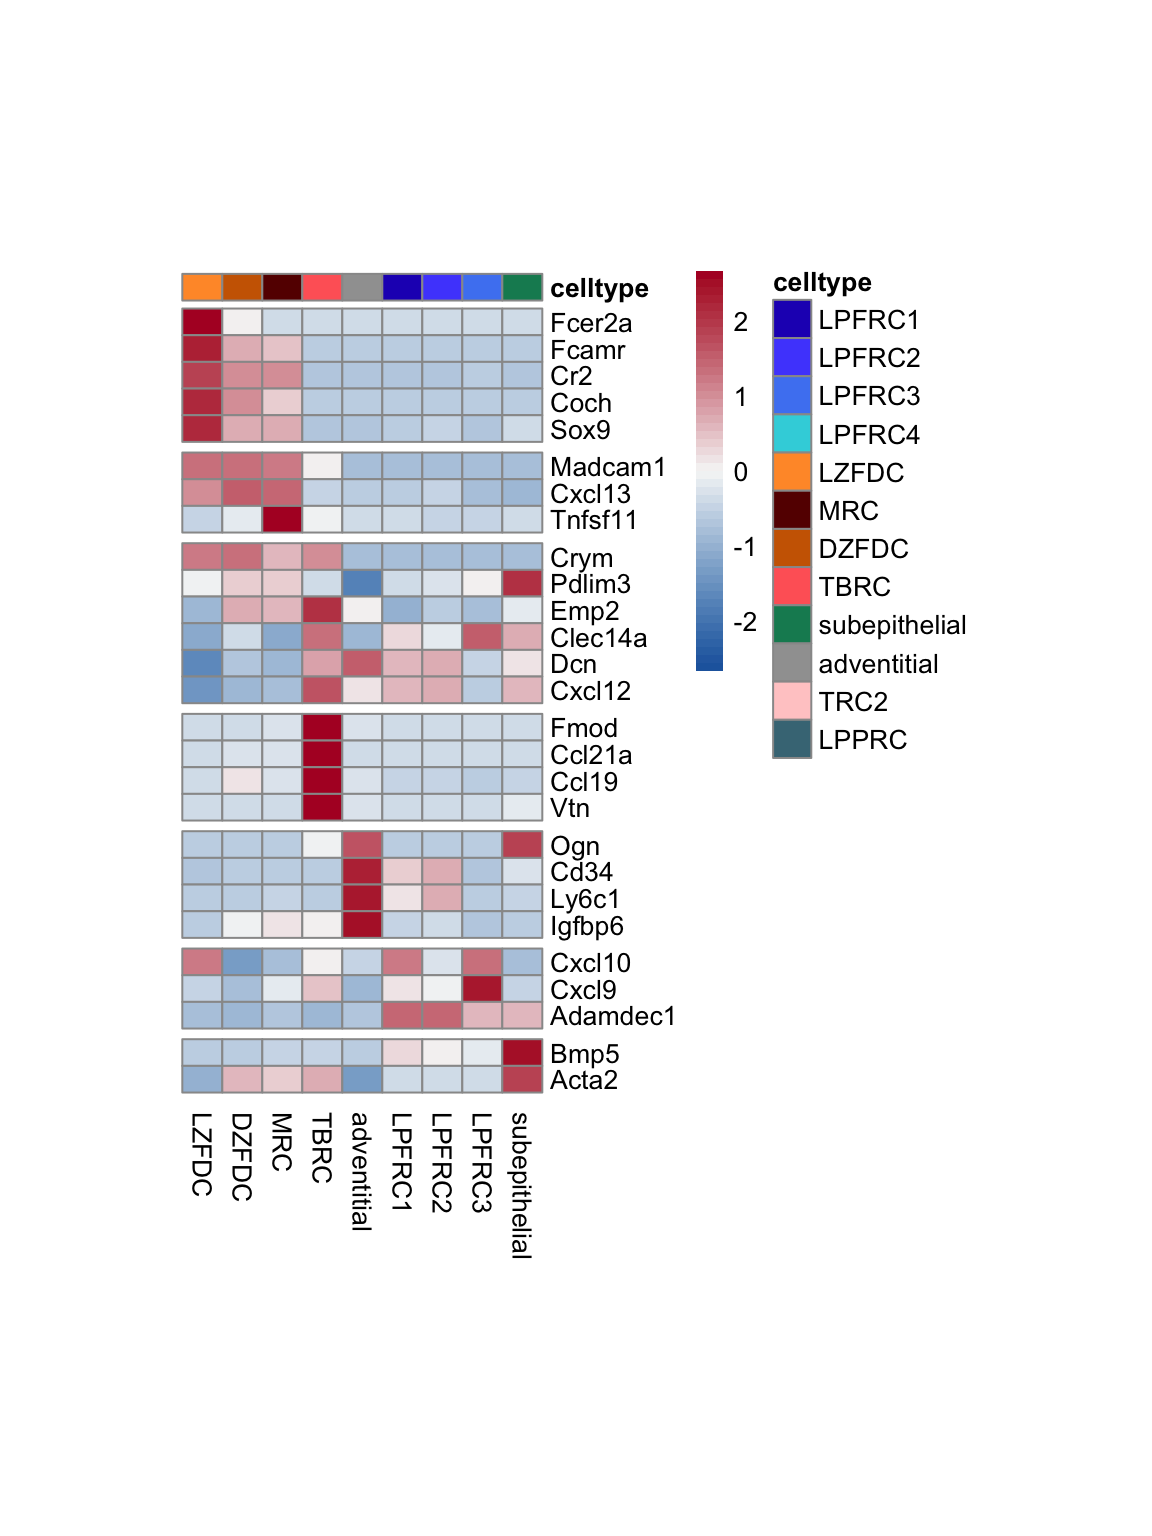 celltype
Fcer2a
Fcamr
Cr2
Coch
Sox9
Madcam1
Cxcl13
Tnfsf11
Crym
Pdlim3
Emp2
Clec14a
Dcn
Cxcl12
Fmod
Ccl21a
Ccl19
Vtn
Ogn
Cd34
Ly6c1
Igfbp6
Cxcl10
Cxcl9
Adamdec1
Bmp5
Acta2
LZFDC
DZFDC
MRC
TBRC
adventitial
LPFRC1
LPFRC2
LPFRC3
subepithelial
2
1
0
-1
-2
celltype
LPFRC1
LPFRC2
LPFRC3
LPFRC4
LZFDC
MRC
DZFDC
TBRC
subepithelial
adventitial
TRC2
LPPRC